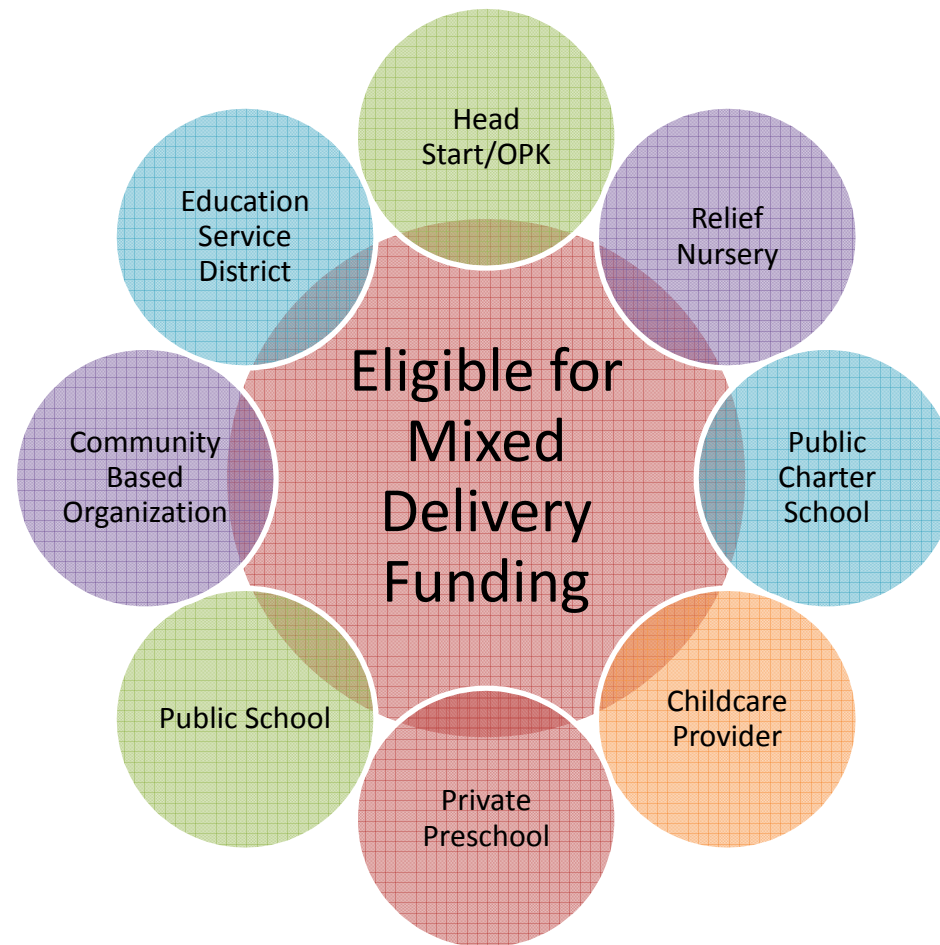 Head
Start/OPK
Relief
Nursery
Public
Charter
School
Childcare
Provider
Private
Preschool
Public School
Community
Based
Organization
Education
Service
District
Eligible for
Mixed
Delivery
Funding